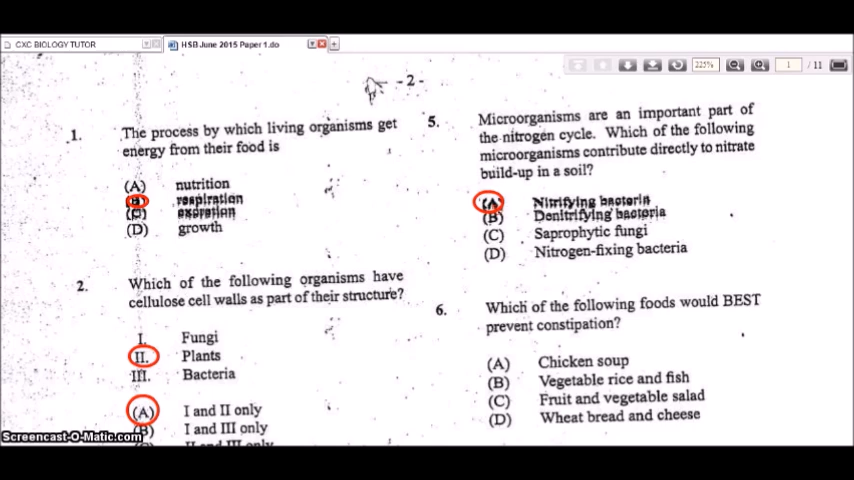 CXC BIOLOGY TUTOR
HSB June 2015 Paper 1.do
225%
1
/ 11
- 2 -
1.
The process by which living organisms get
energy from their food is
(A) nutrition
(B) respiration
(C) excretion
(D) growth
2.
Which of the following organisms have
cellulose cell walls as part of their structure?
I. Fungi
II. Plants
III. Bacteria
(A) I and II only
(B) I and III only
II and III only
5.
Microorganisms are an important part of
the nitrogen cycle. Which of the following
microorganisms contribute directly to nitrate
build-up in a soil?
(A) Nitrifying bacteria
(B) Denitrifying bacteria
(C) Saprophytic fungi
(D) Nitrogen-fixing bacteria
6.
Which of the following foods would BEST
prevent constipation?
(A) Chicken soup
(B) Vegetable rice and fish
(C) Fruit and vegetable salad
(D) Wheat bread and cheese
Screencast-O-Matic.com